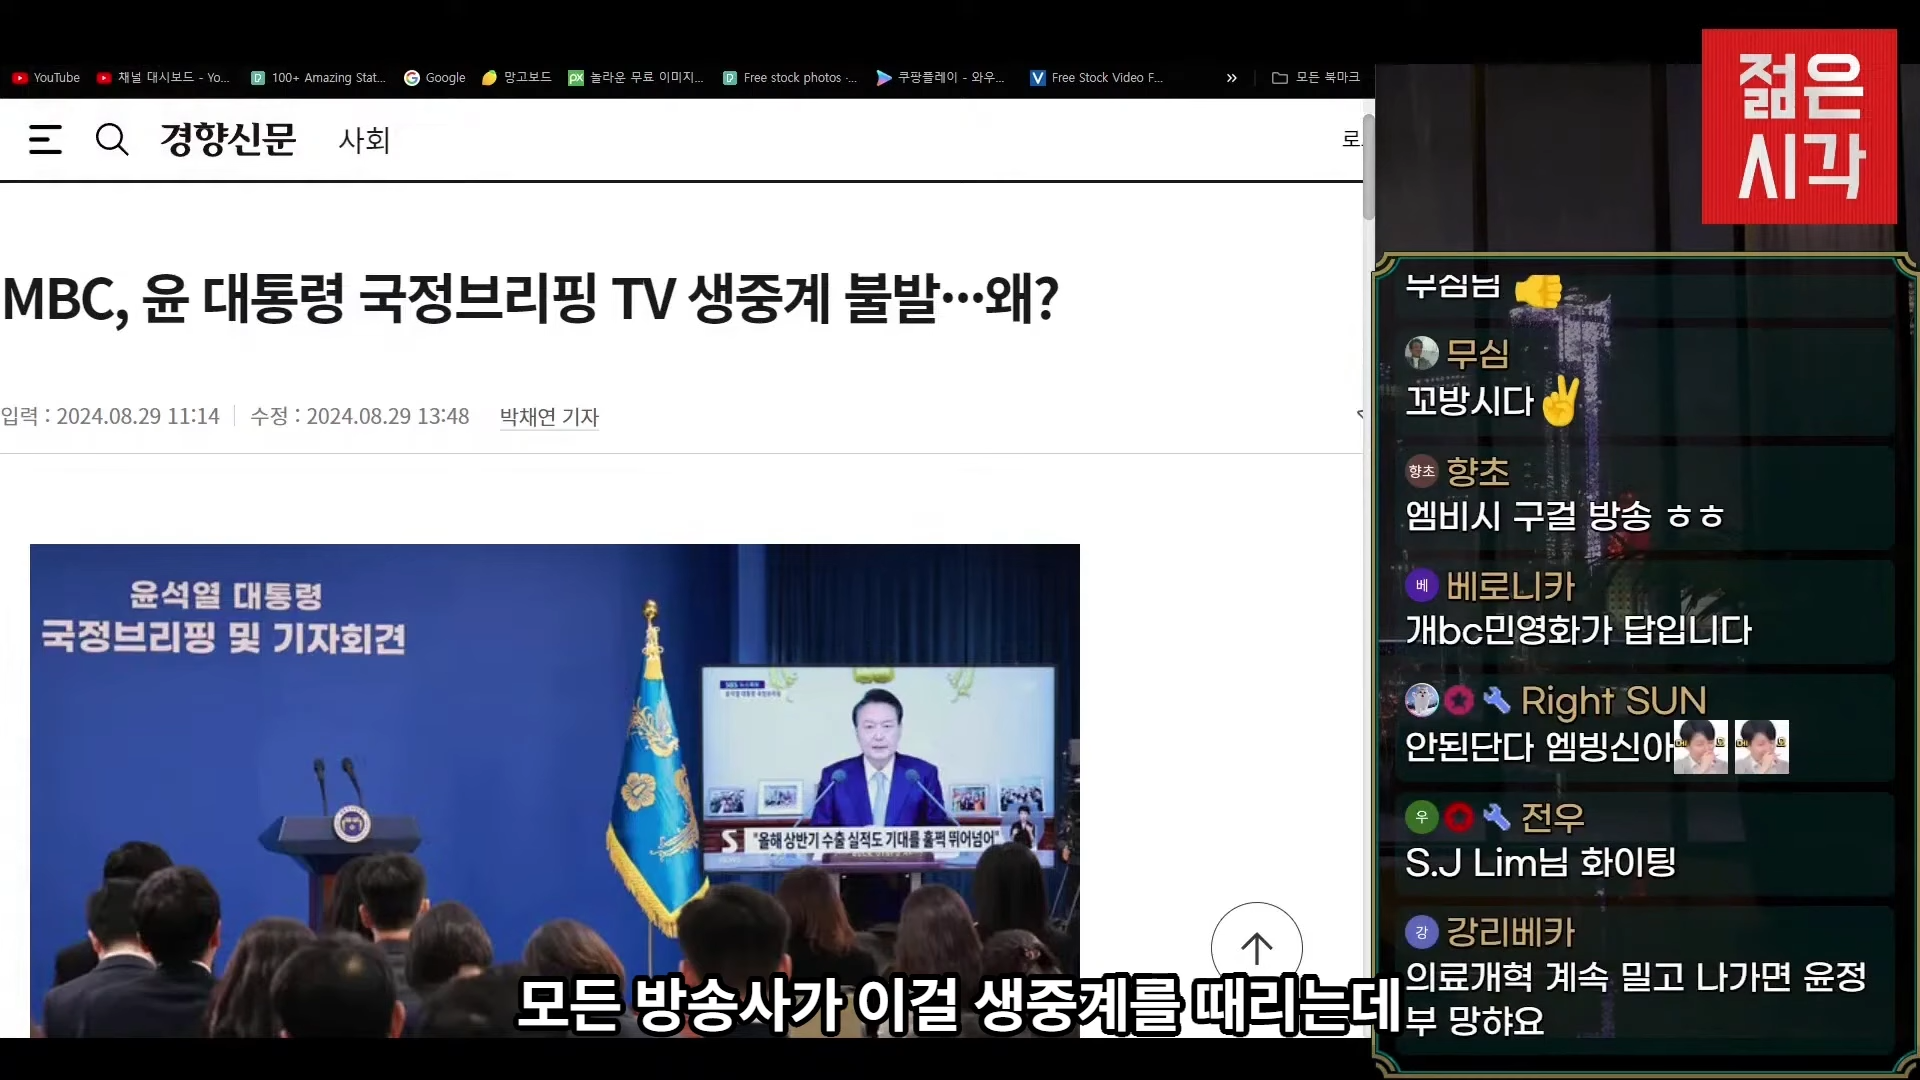 YouTube
채널 대시보드 - Yo...
100+ Amazing Stat...
Google
망고보드
놀라운 무료 이미지...
Free stock photos -...
쿠팡플레이 - 와우...
Free Stock Video F...
»
모든 북마크
젊은
시각
경향신문
사회
로
MBC, 윤 대통령 국정브리핑 TV 생중계 불발…왜?
입력 : 2024.08.29 11:14
수정 : 2024.08.29 13:48
박채연 기자
윤석열 대통령
국정브리핑 및 기자회견
"올해 상반기 수출 실적도 기대를 훌쩍 뛰어넘어"
모든 방송사가 이걸 생중계를 때리는데
무심님
무심
꼬방시다
향초
향초
엠비시 구걸 방송 ㅎㅎ
베
베로니카
개bc민영화가 답입니다
Right SUN
안된단다 엠빙신아
우
전우
S.J Lim님 화이팅
강
강리베카
의료개혁 계속 밀고 나가면 윤정
부 망햐요